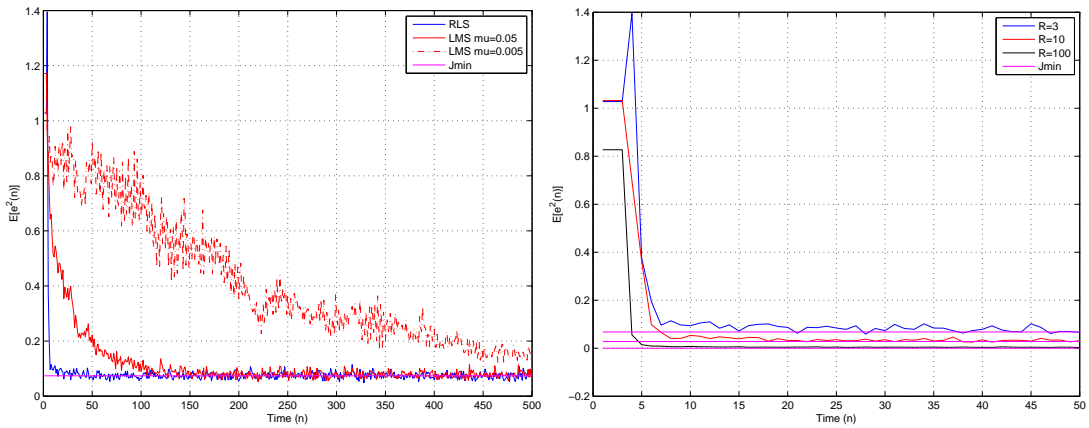 1.4
1.2
1
0.8
0.6
0.4
0.2
0
E[e²(n)]
0 50 100 150 200 250 300 350 400 450 500
Time (n)
RLS
LMS mu=0.05
LMS mu=0.005
Jmin
1.4
1.2
1
0.8
0.6
0.4
0.2
0
−0.2
E[e²(n)]
0 5 10 15 20 25 30 35 40 45 50
Time (n)
R=3
R=10
R=100
Jmin